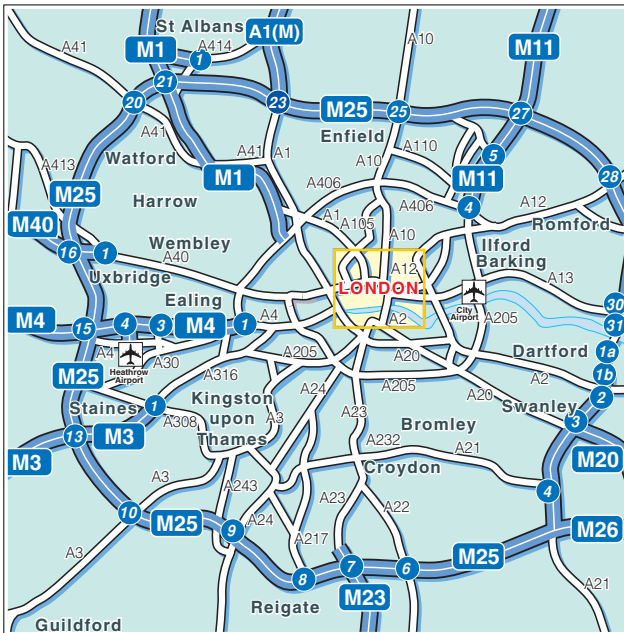 St Albans
A41
M1
A414
1
A1(M)
A10
M11
21
20
23
M25
25
27
Enfield
A41
Watford
A41
A1
A10
A110
5
A413
M25
M1
A406
M11
28
Harrow
4
A12
M40
A1
A105
A406
Romford
Wembley
A10
Ilford
16
1
A40
A12
Barking
Uxbridge
A13
LONDON
Ealing
City
Airport
30
M4
15
4
3
M4
1
A4
A2
A205
31
A4
Heathrow
Airport
A30
A205
A20
Dartford
1a
M25
A316
A24
A205
A2
1b
Staines
1
Kingston
upon
Thames
A3
A23
A20
Swanley
2
A308
Bromley
3
13
M3
A232
A21
M20
M3
Croydon
A3
A243
4
10
M25
A24
A23
A22
9
A217
M26
A3
M25
8
7
6
A21
Reigate
M23
Guildford